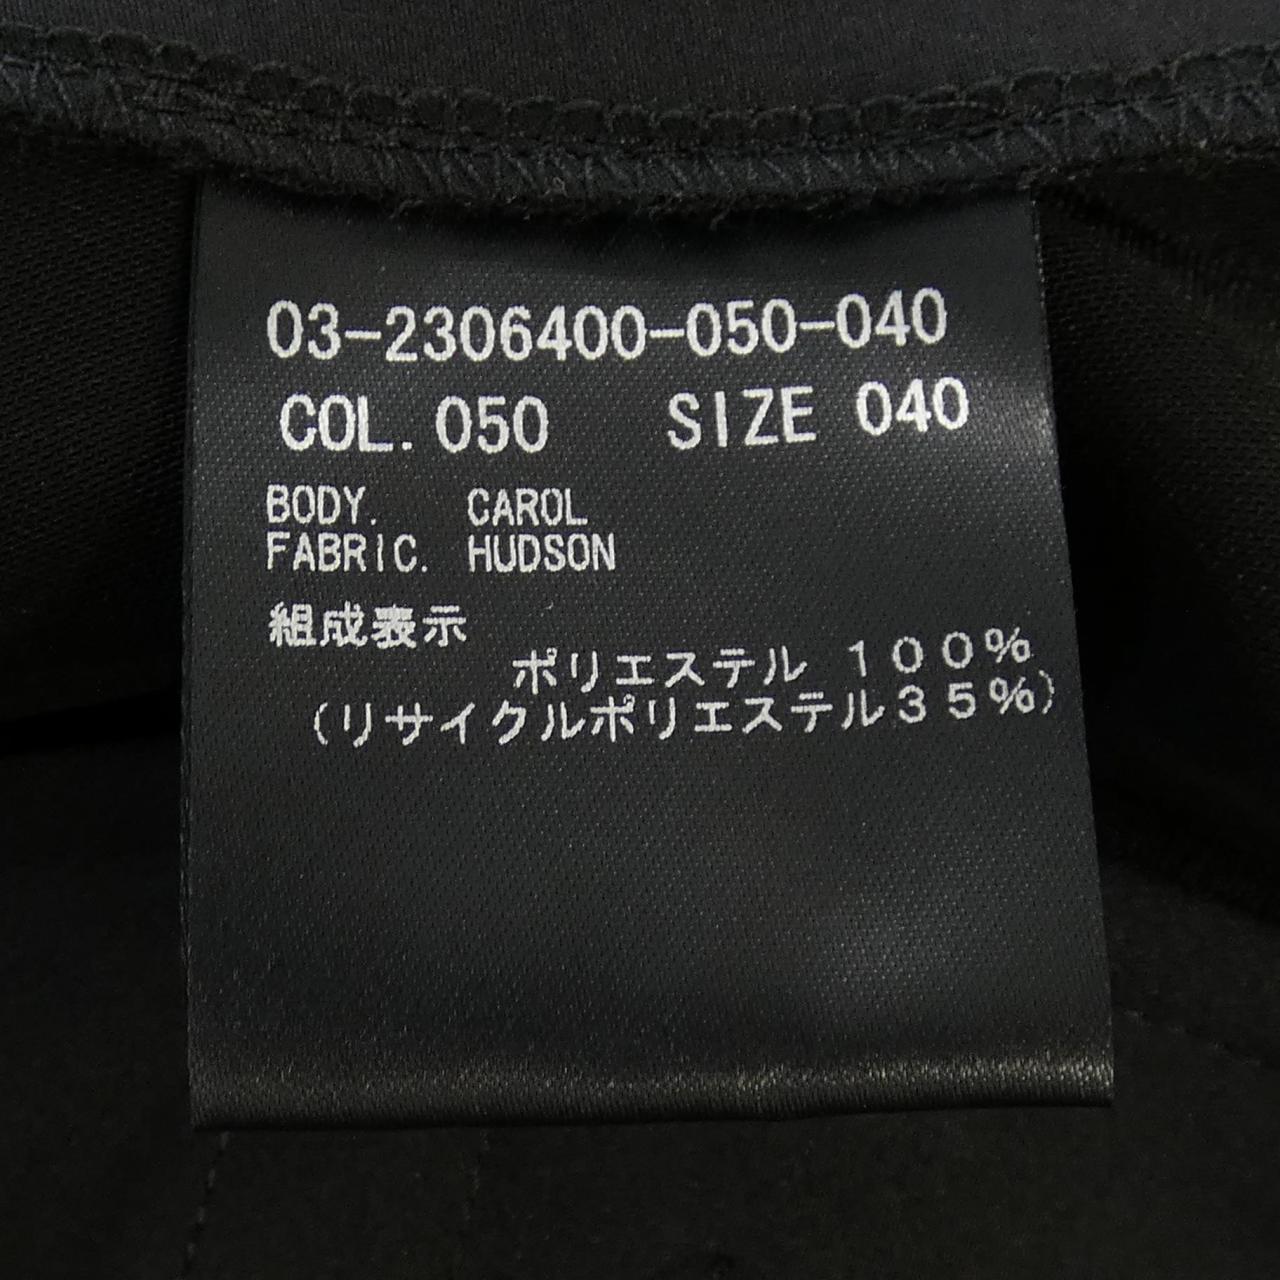 03-2306400-050-040
COL. 050 SIZE 040
BODY. CAROL
FABRIC. HUDSON
組成表示
ポリエステル 100%
(リサイクルポリエステル35%)